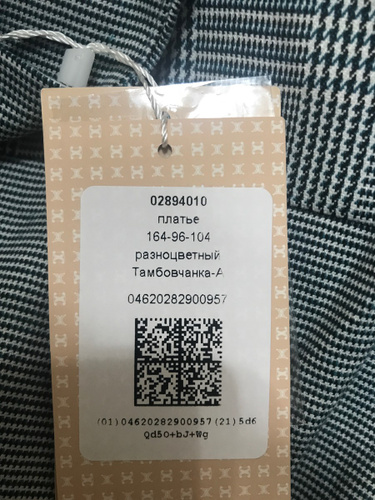 02894010
платье
164-96-104
разноцветный
Тамбовчанка-А
04620282900957
(01)04620282900957(21)5d6
Qd5O+bJ+Wg